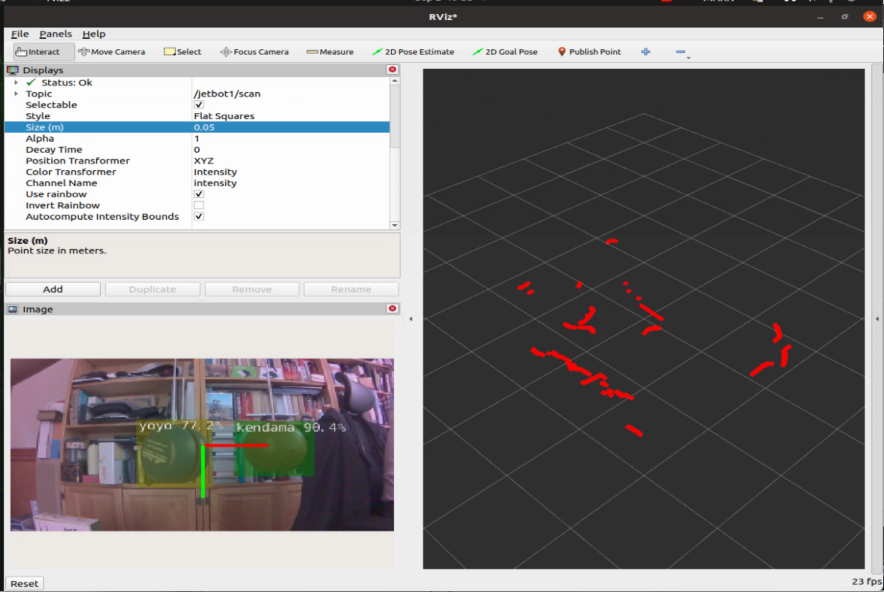 RViz*
File Panels Help
Interact Move Camera Select Focus Camera Measure 2D Pose Estimate 2D Goal Pose Publish Point
Displays
Status: Ok
Topic /jetbot1/scan
Selectable
Style Flat Squares
Size (m) 0.05
Alpha 1
Decay Time 0
Position Transformer XYZ
Color Transformer Intensity
Channel Name intensity
Use rainbow
Invert Rainbow
Autocompute Intensity Bounds
Size (m)
Point size in meters.
Add Duplicate Remove Rename
Image
yoyo 77.2% kendama 90.4%
Reset
23 fps